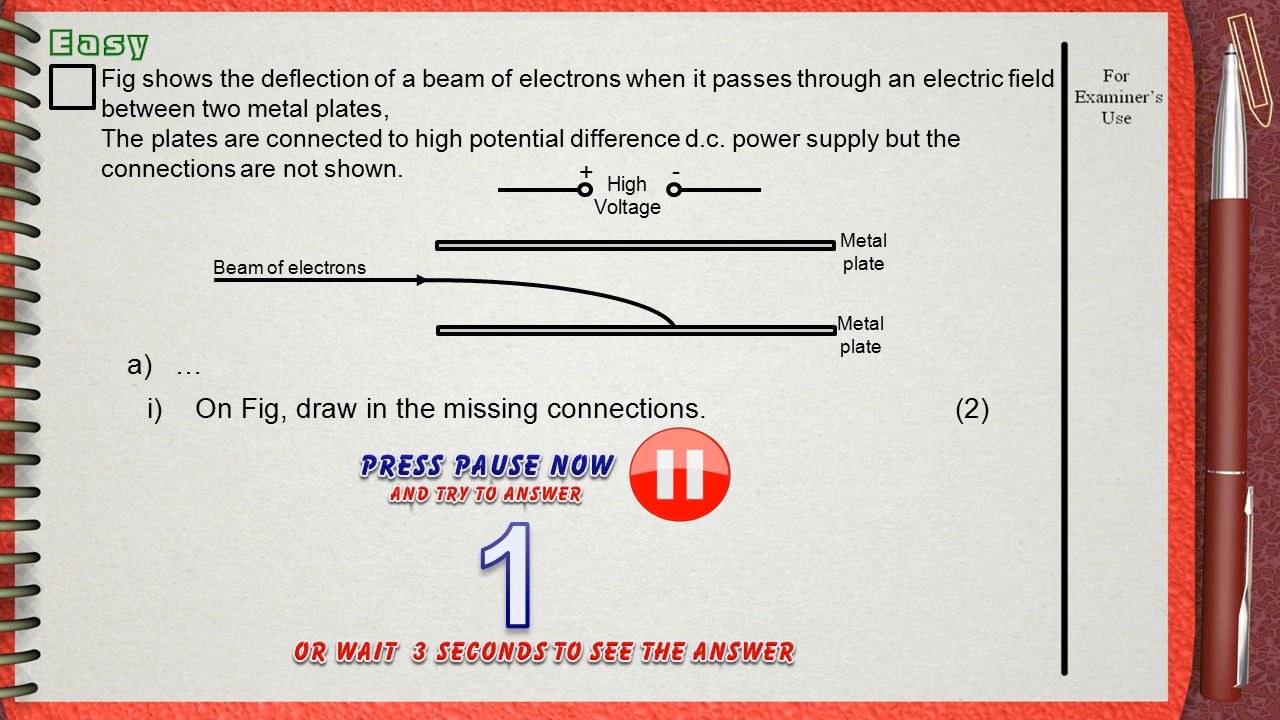 Easy
Fig shows the deflection of a beam of electrons when it passes through an electric field
between two metal plates,
The plates are connected to high potential difference d.c. power supply but the
connections are not shown.
For
Examiner's
Use
+ High -
Voltage
Metal
plate
Beam of electrons
Metal
plate
a) …
i) On Fig, draw in the missing connections. (2)
PRESS PAUSE NOW
AND TRY TO ANSWER
1
OR WAIT 3 SECONDS TO SEE THE ANSWER